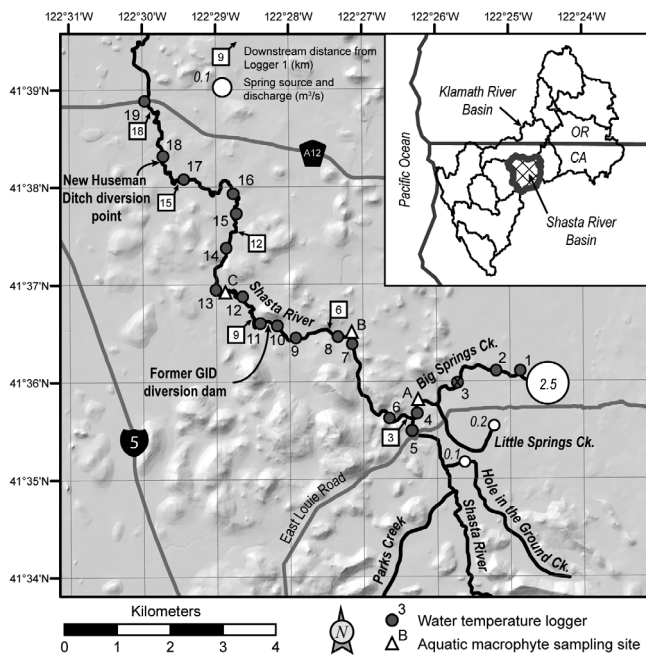 122°31' 122°30' 122°29' 122°28' 122°27' 122°26' 122°25' 122°24' 122°23'
41°39'
41°38'
41°37'
41°36'
41°35'
41°34'
9 Downstream distance from
Logger 1 (km)
0.1 Spring source and
discharge (m³/s)
A12
Klamath River
Basin
OR
CA
Pacific Ocean
Shasta River
Basin
19
18
18
17
New Huseman
Ditch diversion
point
15
16
15
12
14
13
C
12
Shasta River
9
11
10
9
6
8
B
7
Former GID
diversion dam
Big Springs Ck.
2
1
3
2.5
A
6
4
3
5
0.2
Little Springs Ck.
0.1
5
East Louie Road
Hole in the Ground Ck.
Parks Creek
Shasta River
Kilometers
0 1 2 3 4
N
3 Water temperature logger
B Aquatic macrophyte sampling site